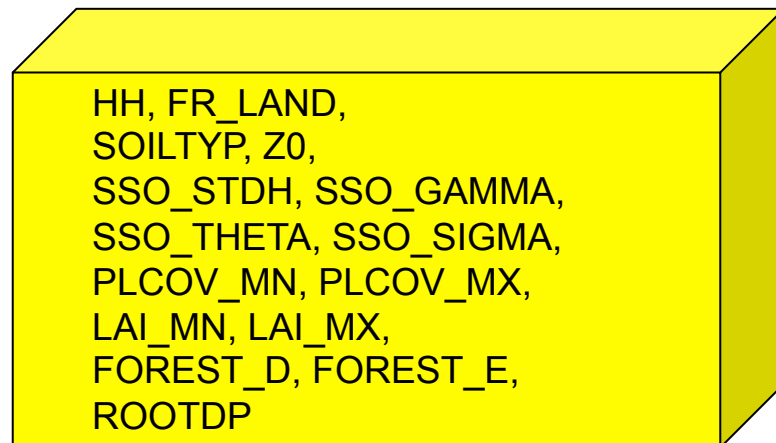 HH, FR_LAND,
SOILTYP, Z0,
SSO_STDH, SSO_GAMMA,
SSO_THETA, SSO_SIGMA,
PLCOV_MN, PLCOV_MX,
LAI_MN, LAI_MX,
FOREST_D, FOREST_E,
ROOTDP